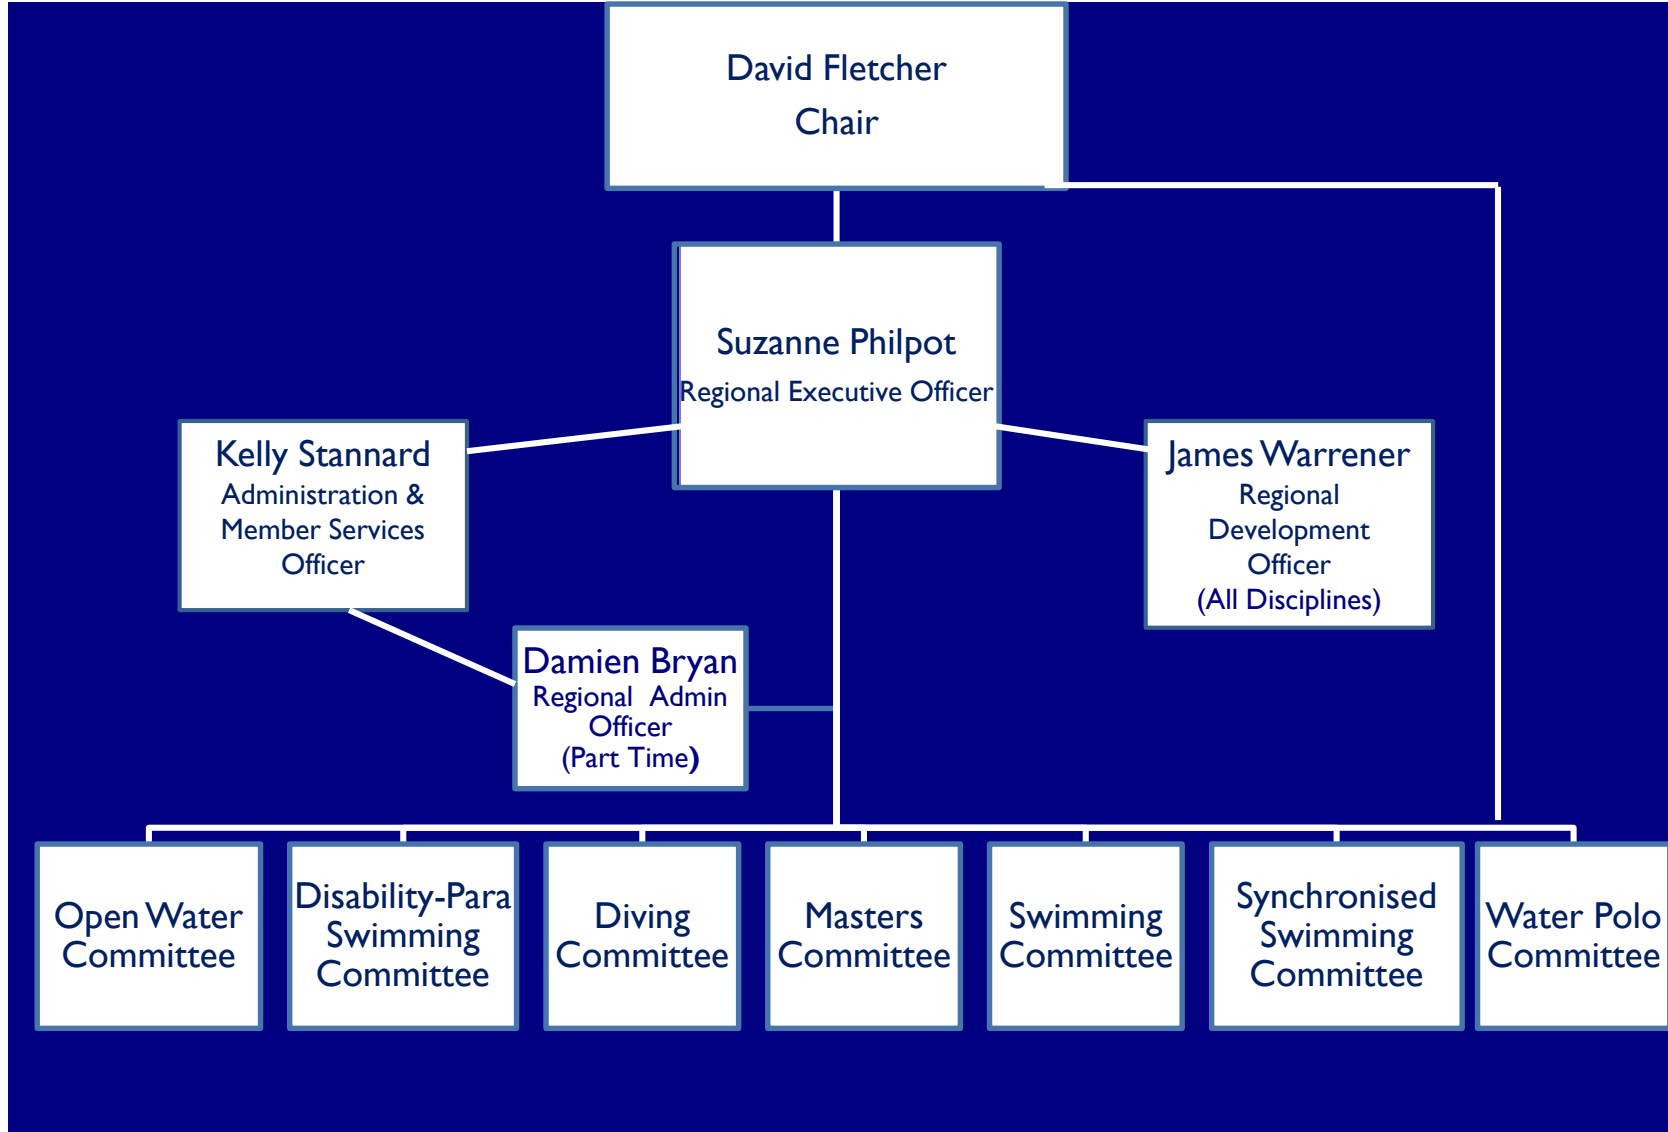 David Fletcher
Chair
Suzanne Philpot
Regional Executive Officer
Kelly Stannard
Administration &
Member Services
Officer
James Warrener
Regional
Development
Officer
(All Disciplines)
Damien Bryan
Regional Admin
Officer
(Part Time)
Open Water
Committee
Disability-Para
Swimming
Committee
Diving
Committee
Masters
Committee
Swimming
Committee
Synchronised
Swimming
Committee
Water Polo
Committee